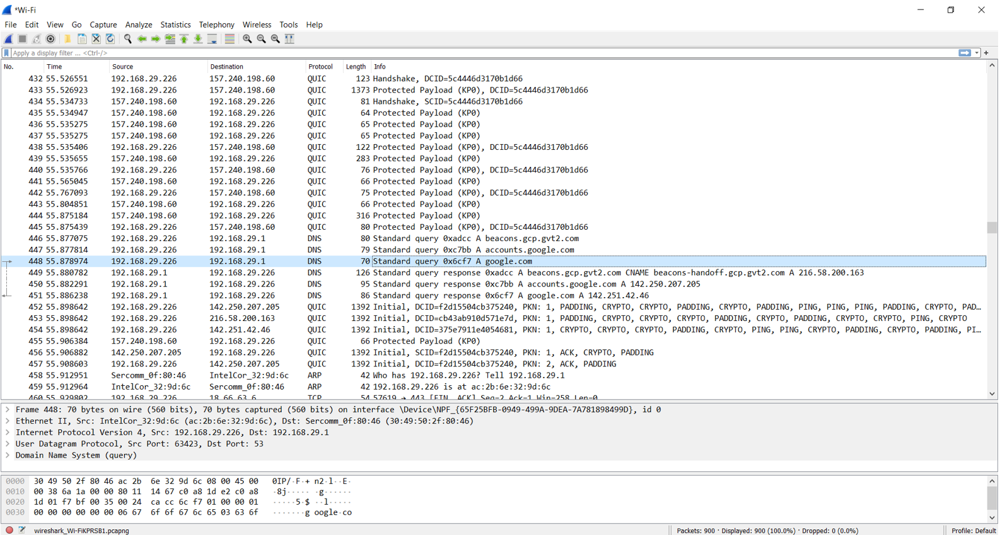 *Wi-Fi
File Edit View Go Capture Analyze Statistics Telephony Wireless Tools Help
Apply a display filter ... <Ctrl-/>
No. Time Source Destination Protocol Length Info
432 55.526551 192.168.29.226 157.240.198.60 QUIC 123 Handshake, DCID=5c4446d3170b1d66
433 55.526923 192.168.29.226 157.240.198.60 QUIC 1373 Protected Payload (KP0), DCID=5c4446d3170b1d66
434 55.534733 157.240.198.60 192.168.29.226 QUIC 81 Handshake, SCID=5c4446d3170b1d66
435 55.534947 157.240.198.60 192.168.29.226 QUIC 64 Protected Payload (KP0)
436 55.535275 157.240.198.60 192.168.29.226 QUIC 65 Protected Payload (KP0)
437 55.535275 157.240.198.60 192.168.29.226 QUIC 65 Protected Payload (KP0)
438 55.535406 192.168.29.226 157.240.198.60 QUIC 122 Protected Payload (KP0), DCID=5c4446d3170b1d66
439 55.535655 157.240.198.60 192.168.29.226 QUIC 283 Protected Payload (KP0)
440 55.535766 192.168.29.226 157.240.198.60 QUIC 76 Protected Payload (KP0), DCID=5c4446d3170b1d66
441 55.565045 157.240.198.60 192.168.29.226 QUIC 66 Protected Payload (KP0)
442 55.767093 192.168.29.226 157.240.198.60 QUIC 75 Protected Payload (KP0), DCID=5c4446d3170b1d66
443 55.804851 157.240.198.60 192.168.29.226 QUIC 66 Protected Payload (KP0)
444 55.875184 157.240.198.60 192.168.29.226 QUIC 316 Protected Payload (KP0)
445 55.875439 192.168.29.226 157.240.198.60 QUIC 80 Protected Payload (KP0), DCID=5c4446d3170b1d66
446 55.877075 192.168.29.226 192.168.29.1 DNS 80 Standard query 0xadcc A beacons.gcp.gvt2.com
447 55.877814 192.168.29.226 192.168.29.1 DNS 79 Standard query 0xc7bb A accounts.google.com
448 55.878974 192.168.29.226 192.168.29.1 DNS 70 Standard query 0x6cf7 A google.com
449 55.880782 192.168.29.1 192.168.29.226 DNS 126 Standard query response 0xadcc A beacons.gcp.gvt2.com CNAME beacons-handoff.gcp.gvt2.com A 216.58.200.163
450 55.882291 192.168.29.1 192.168.29.226 DNS 95 Standard query response 0xc7bb A accounts.google.com A 142.250.207.205
451 55.886238 192.168.29.1 192.168.29.226 DNS 86 Standard query response 0x6cf7 A google.com A 142.251.42.46
452 55.898642 192.168.29.226 142.250.207.205 QUIC 1392 Initial, DCID=f2d15504cb375240, PKN: 1, PADDING, CRYPTO, CRYPTO, PADDING, CRYPTO, PADDING, PING, PING, PING, PADDING, CRYPTO, PAD…
453 55.898642 192.168.29.226 216.58.200.163 QUIC 1392 Initial, DCID=cb43ab910d571e7d, PKN: 1, PADDING, CRYPTO, CRYPTO, CRYPTO, PADDING, CRYPTO, PADDING, CRYPTO, CRYPTO, PING, CRYPTO
454 55.898642 192.168.29.226 142.251.42.46 QUIC 1392 Initial, DCID=375e7911e4054681, PKN: 1, CRYPTO, CRYPTO, CRYPTO, PADDING, CRYPTO, PING, PING, CRYPTO, PADDING, CRYPTO, PADDING, PI…
455 55.906384 157.240.198.60 192.168.29.226 QUIC 66 Protected Payload (KP0)
456 55.906882 142.250.207.205 192.168.29.226 QUIC 1392 Initial, SCID=f2d15504cb375240, PKN: 1, ACK, CRYPTO, PADDING
457 55.908603 192.168.29.226 142.250.207.205 QUIC 1392 Initial, DCID=f2d15504cb375240, PKN: 2, ACK, PADDING
458 55.912951 Sercomm_0f:80:46 IntelCor_32:9d:6c ARP 42 Who has 192.168.29.226? Tell 192.168.29.1
459 55.912964 IntelCor_32:9d:6c Sercomm_0f:80:46 ARP 42 192.168.29.226 is at ac:2b:6e:32:9d:6c
460 55.929802 192.168.29.226 18.66.63.6 TCP 54 57619 → 443 [FIN, ACK] Seq=2 Ack=1 Win=258 Len=0
Frame 448: 70 bytes on wire (560 bits), 70 bytes captured (560 bits) on interface \Device\NPF_{65F25BFB-0949-499A-9DEA-7A781898499D}, id 0
Ethernet II, Src: IntelCor_32:9d:6c (ac:2b:6e:32:9d:6c), Dst: Sercomm_0f:80:46 (30:49:50:2f:80:46)
Internet Protocol Version 4, Src: 192.168.29.226, Dst: 192.168.29.1
User Datagram Protocol, Src Port: 63423, Dst Port: 53
Domain Name System (query)
0000 30 49 50 2f 80 46 ac 2b 6e 32 9d 6c 08 00 45 00 0IP/·F·+ n2·l··E·
0010 00 38 6a 1a 00 00 80 11 14 67 c0 a8 1d e2 c0 a8 ·8j····· ·g······
0020 1d 01 f7 bf 00 35 00 24 ca cc 6c f7 01 00 00 01 ·····5·$ ··l·····
0030 00 00 00 00 00 00 06 67 6f 6f 67 6c 65 03 63 6f ·······g oogle·co
wireshark_Wi-FiKPRSB1.pcapng Packets: 900 · Displayed: 900 (100.0%) · Dropped: 0 (0.0%) Profile: Default